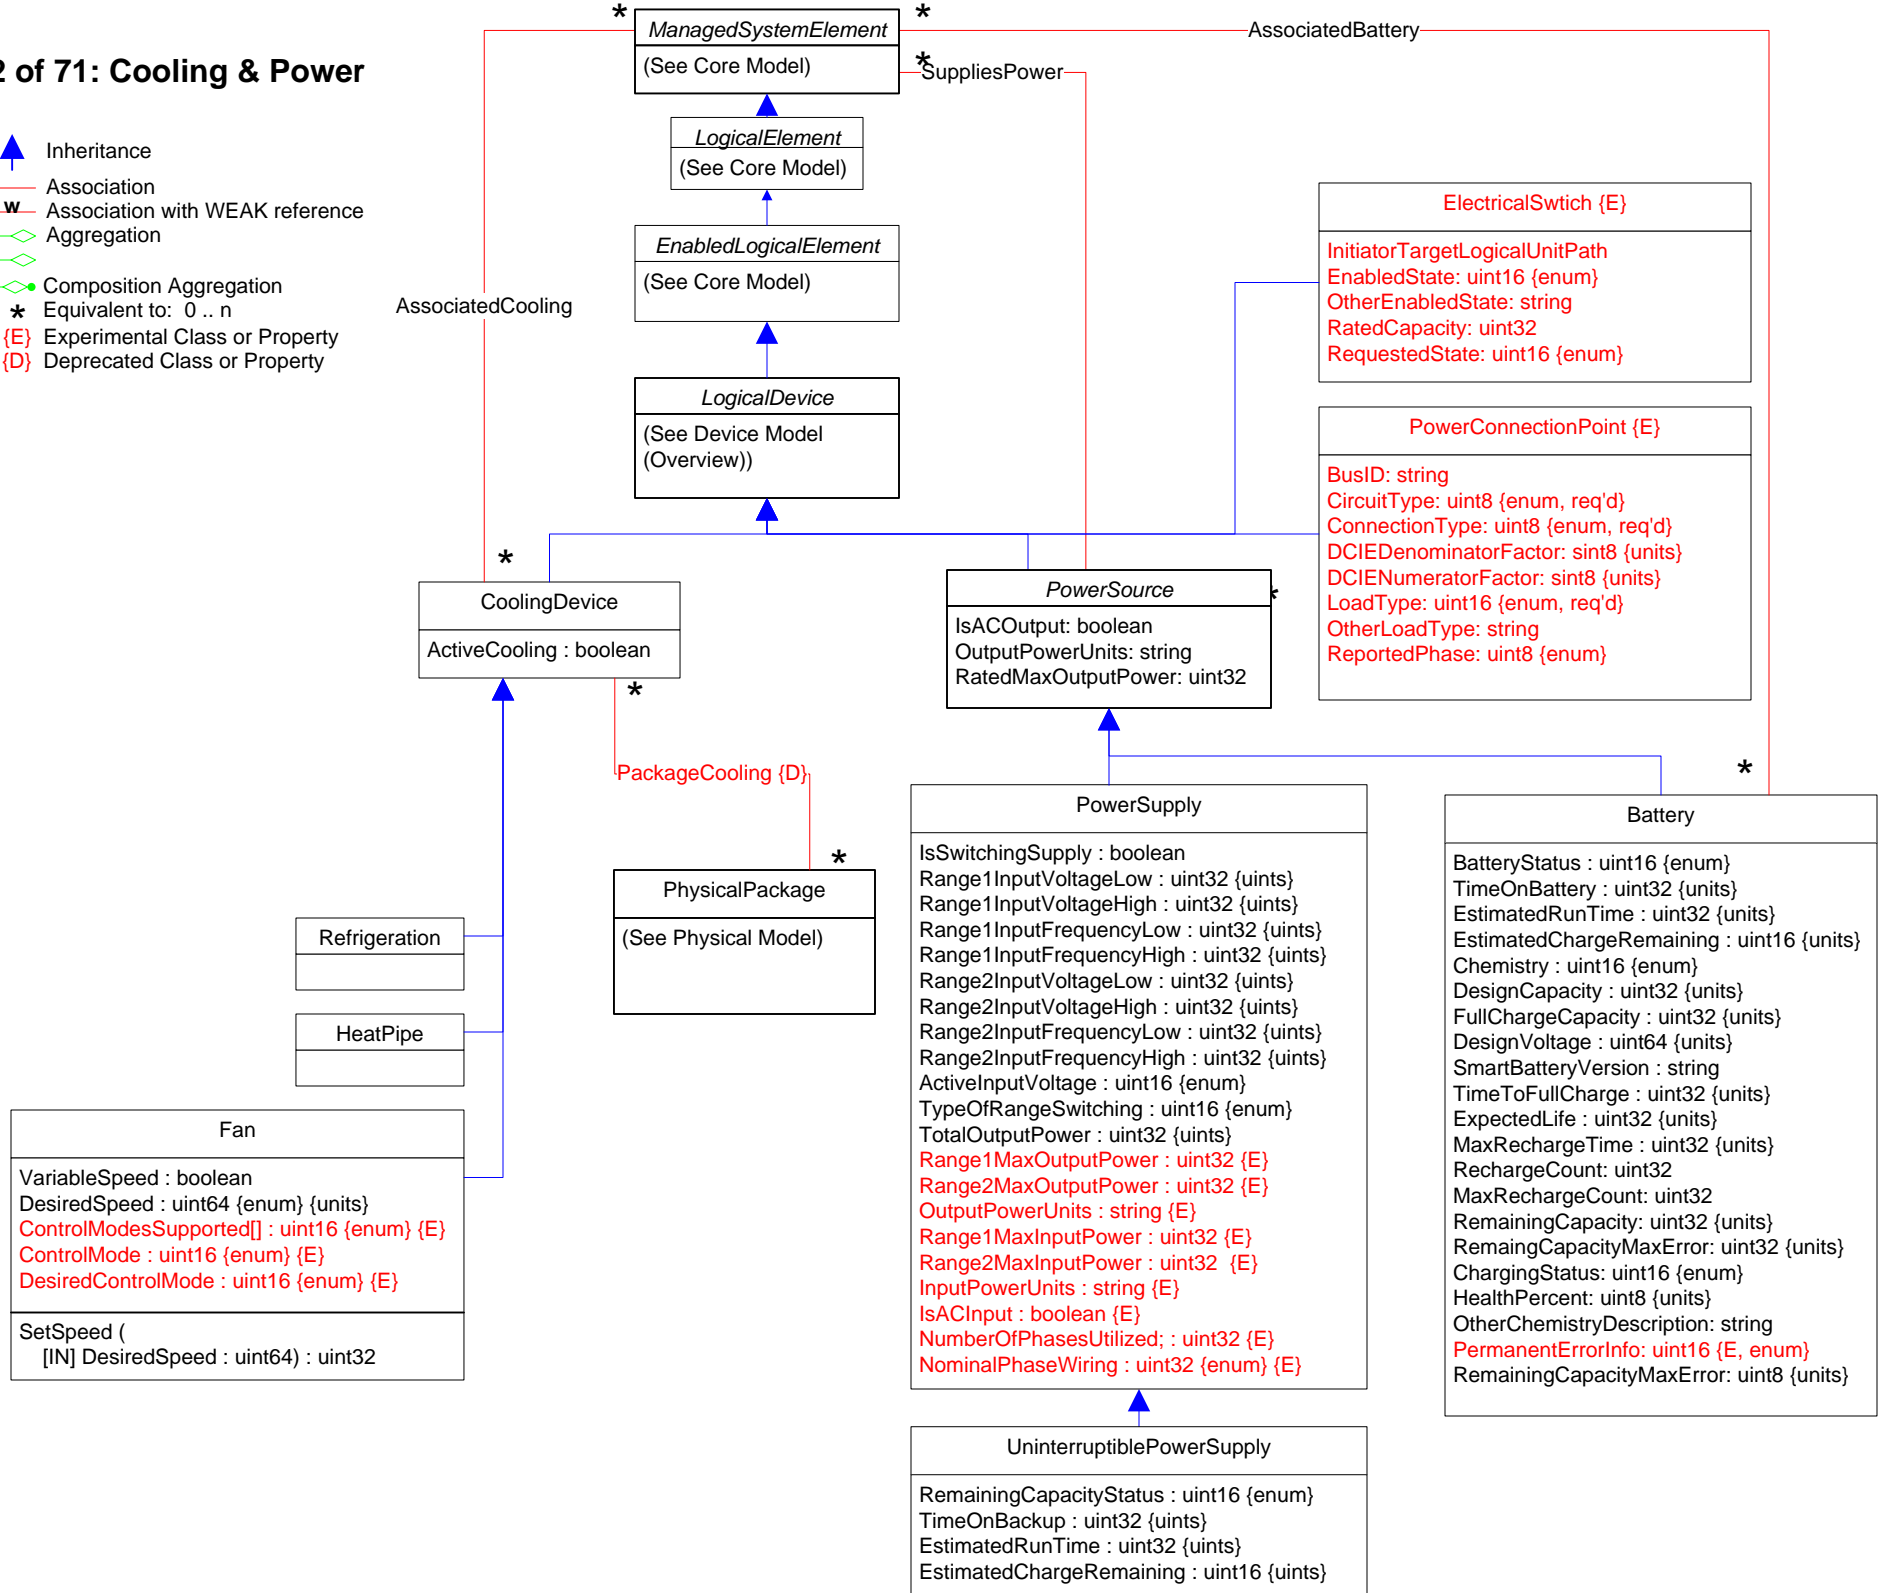 2 of 71: Cooling & Power
Inheritance
Association
w Association with WEAK reference
Aggregation
Composition Aggregation
* Equivalent to: 0 .. n
{E} Experimental Class or Property
{D} Deprecated Class or Property
*
ManagedSystemElement
(See Core Model)
*
AssociatedBattery
*
SuppliesPower
LogicalElement
(See Core Model)
EnabledLogicalElement
(See Core Model)
AssociatedCooling
LogicalDevice
(See Device Model
(Overview))
ElectricalSwtich {E}
InitiatorTargetLogicalUnitPath
EnabledState: uint16 {enum}
OtherEnabledState: string
RatedCapacity: uint32
RequestedState: uint16 {enum}
PowerConnectionPoint {E}
BusID: string
CircuitType: uint8 {enum, req'd}
ConnectionType: uint8 {enum, req'd}
DCIEDenominatorFactor: sint8 {units}
DCIENumeratorFactor: sint8 {units}
LoadType: uint16 {enum, req'd}
OtherLoadType: string
ReportedPhase: uint8 {enum}
*
CoolingDevice
ActiveCooling : boolean
*
PowerSource
*
IsACOutput: boolean
OutputPowerUnits: string
RatedMaxOutputPower: uint32
PackageCooling {D}
*
PhysicalPackage
(See Physical Model)
Refrigeration
HeatPipe
Fan
VariableSpeed : boolean
DesiredSpeed : uint64 {enum} {units}
ControlModesSupported[] : uint16 {enum} {E}
ControlMode : uint16 {enum} {E}
DesiredControlMode : uint16 {enum} {E}
SetSpeed (
[IN] DesiredSpeed : uint64) : uint32
PowerSupply
IsSwitchingSupply : boolean
Range1InputVoltageLow : uint32 {uints}
Range1InputVoltageHigh : uint32 {uints}
Range1InputFrequencyLow : uint32 {uints}
Range1InputFrequencyHigh : uint32 {uints}
Range2InputVoltageLow : uint32 {uints}
Range2InputVoltageHigh : uint32 {uints}
Range2InputFrequencyLow : uint32 {uints}
Range2InputFrequencyHigh : uint32 {uints}
ActiveInputVoltage : uint16 {enum}
TypeOfRangeSwitching : uint16 {enum}
TotalOutputPower : uint32 {uints}
Range1MaxOutputPower : uint32 {E}
Range2MaxOutputPower : uint32 {E}
OutputPowerUnits : string {E}
Range1MaxInputPower : uint32 {E}
Range2MaxInputPower : uint32 {E}
InputPowerUnits : string {E}
IsACInput : boolean {E}
NumberOfPhasesUtilized; : uint32 {E}
NominalPhaseWiring : uint32 {enum} {E}
*
Battery
BatteryStatus : uint16 {enum}
TimeOnBattery : uint32 {units}
EstimatedRunTime : uint32 {units}
EstimatedChargeRemaining : uint16 {units}
Chemistry : uint16 {enum}
DesignCapacity : uint32 {units}
FullChargeCapacity : uint32 {units}
DesignVoltage : uint64 {units}
SmartBatteryVersion : string
TimeToFullCharge : uint32 {units}
ExpectedLife : uint32 {units}
MaxRechargeTime : uint32 {units}
RechargeCount: uint32
MaxRechargeCount: uint32
RemainingCapacity: uint32 {units}
RemaingCapacityMaxError: uint32 {units}
ChargingStatus: uint16 {enum}
HealthPercent: uint8 {units}
OtherChemistryDescription: string
PermanentErrorInfo: uint16 {E, enum}
RemainingCapacityMaxError: uint8 {units}
UninterruptiblePowerSupply
RemainingCapacityStatus : uint16 {enum}
TimeOnBackup : uint32 {uints}
EstimatedRunTime : uint32 {uints}
EstimatedChargeRemaining : uint16 {uints}